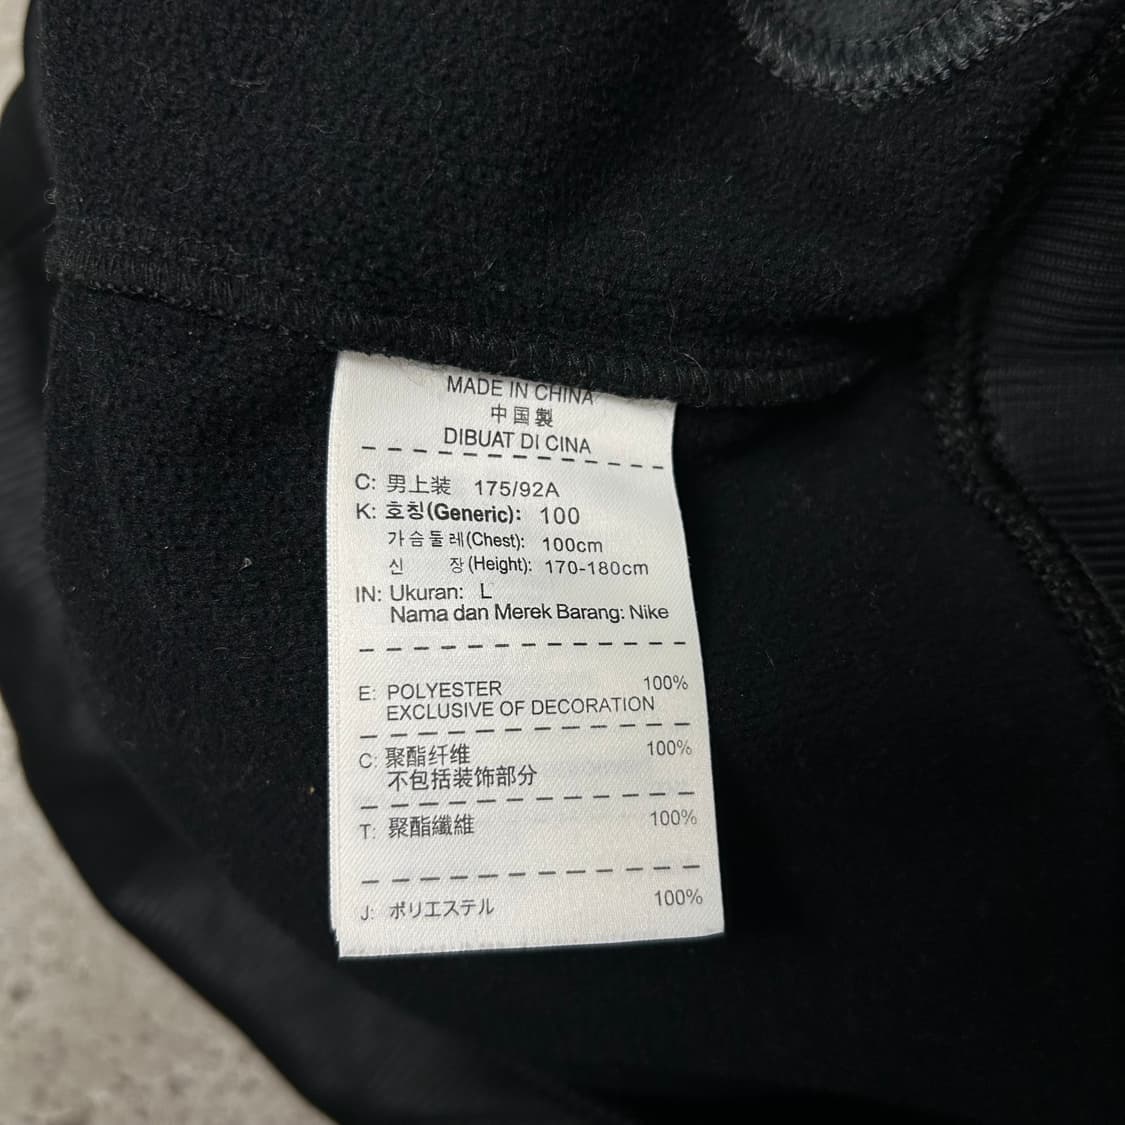 MADE IN CHINA
中国製
DIBUAT DI CINA
C: 男上装 175/92A
K: 호칭(Generic): 100
가슴둘레(Chest): 100cm
신 장(Height): 170-180cm
IN: Ukuran: L
Nama dan Merek Barang: Nike
E: POLYESTER 100%
EXCLUSIVE OF DECORATION
C: 聚酯纤维 100%
不包括装饰部分
T: 聚酯纖維 100%
J: ポリエステル 100%